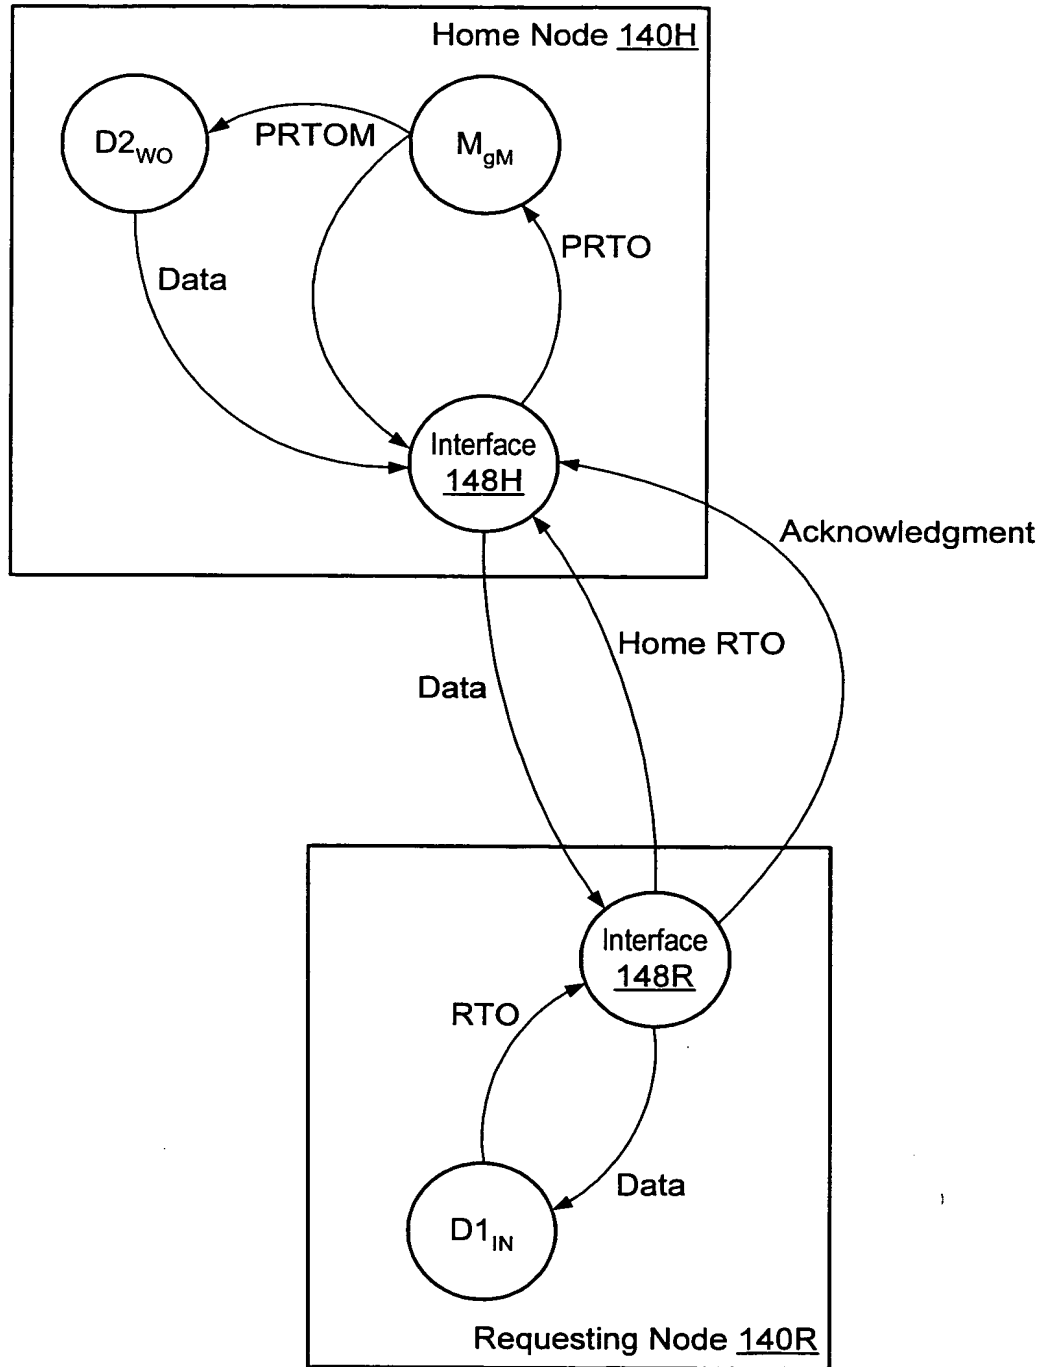 Home Node 140H
D2WO
PRTOM
MgM
PRTO
Data
Interface
148H
Acknowledgment
Home RTO
Data
Interface
148R
RTO
Data
D1IN
Requesting Node 140R